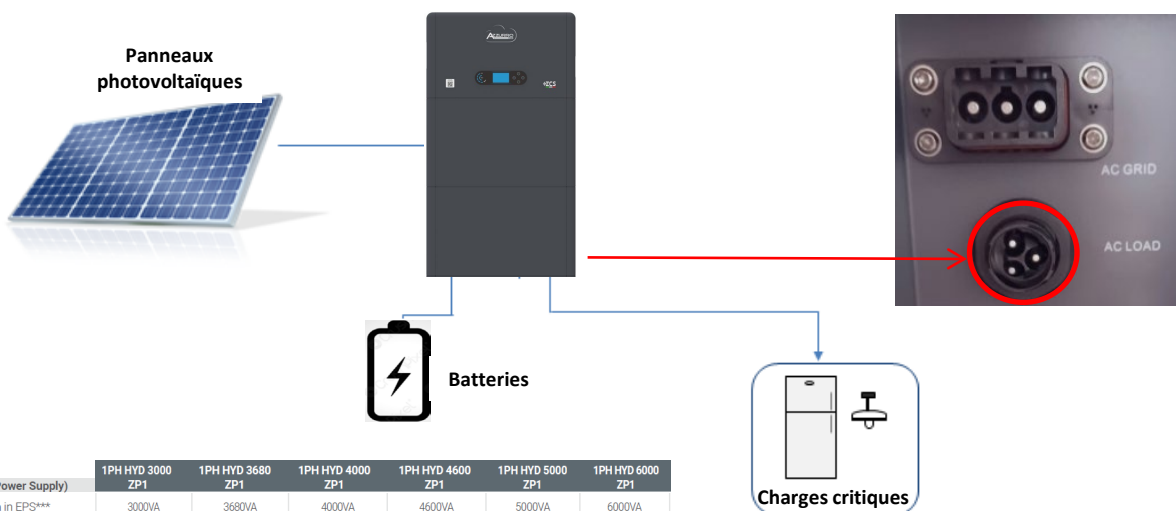 Panneaux
photovoltaïques
AZZURRO
ZCS
AC GRID
AC LOAD
Batteries
Charges critiques
1PH HYD 3000 ZP1
1PH HYD 3680 ZP1
1PH HYD 4000 ZP1
1PH HYD 4600 ZP1
1PH HYD 5000 ZP1
1PH HYD 6000 ZP1
Power Supply)
in EPS*** 3000VA 3680VA 4000VA 4600VA 5000VA 6000VA